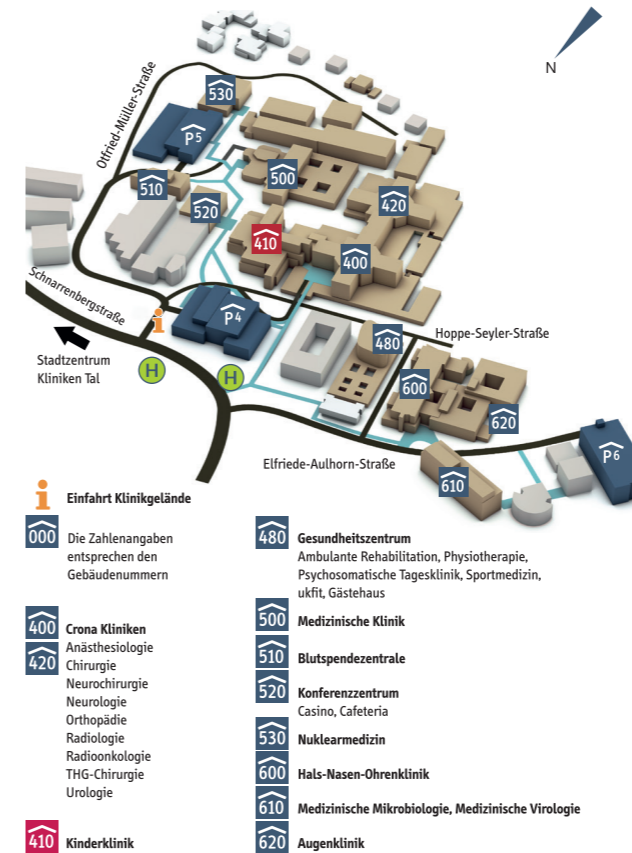 N
530
Otfried-Müller-Straße
P5
510
500
520
420
410
400
Schnarrenbergstraße
i
P4
Hoppe-Seyler-Straße
480
Stadtzentrum
Kliniken Tal
H
H
600
620
Elfriede-Aulhorn-Straße
610
P6
i Einfahrt Klinikgelände
000 Die Zahlenangaben
entsprechen den
Gebäudenummern
400 Crona Kliniken
420 Anästhesiologie
Chirurgie
Neurochirurgie
Neurologie
Orthopädie
Radiologie
Radioonkologie
THG-Chirurgie
Urologie
410 Kinderklinik
480 Gesundheitszentrum
Ambulante Rehabilitation, Physiotherapie,
Psychosomatische Tagesklinik, Sportmedizin,
ukfit, Gästehaus
500 Medizinische Klinik
510 Blutspendezentrale
520 Konferenzzentrum
Casino, Cafeteria
530 Nuklearmedizin
600 Hals-Nasen-Ohrenklinik
610 Medizinische Mikrobiologie, Medizinische Virologie
620 Augenklinik